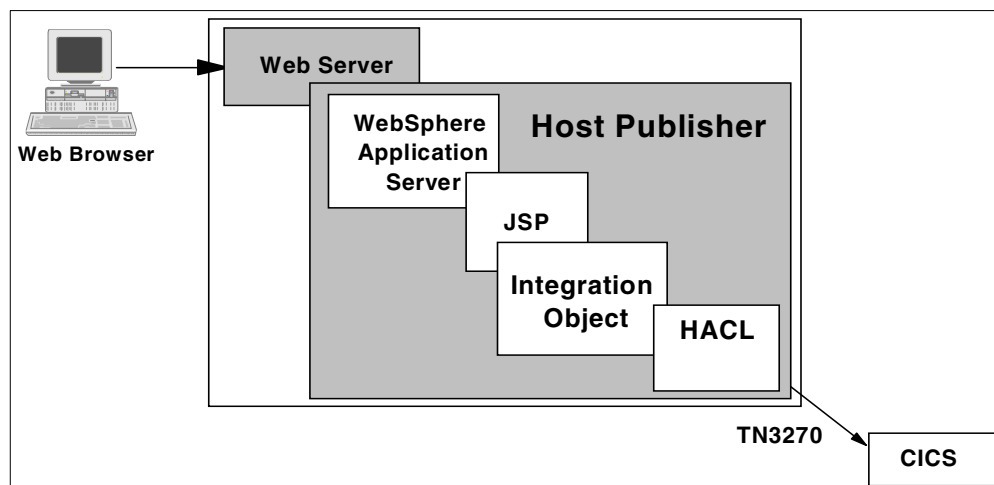 Web Server
Web Browser
WebSphere
Application
Server
Host Publisher
JSP
Integration
Object
HACL
TN3270
CICS